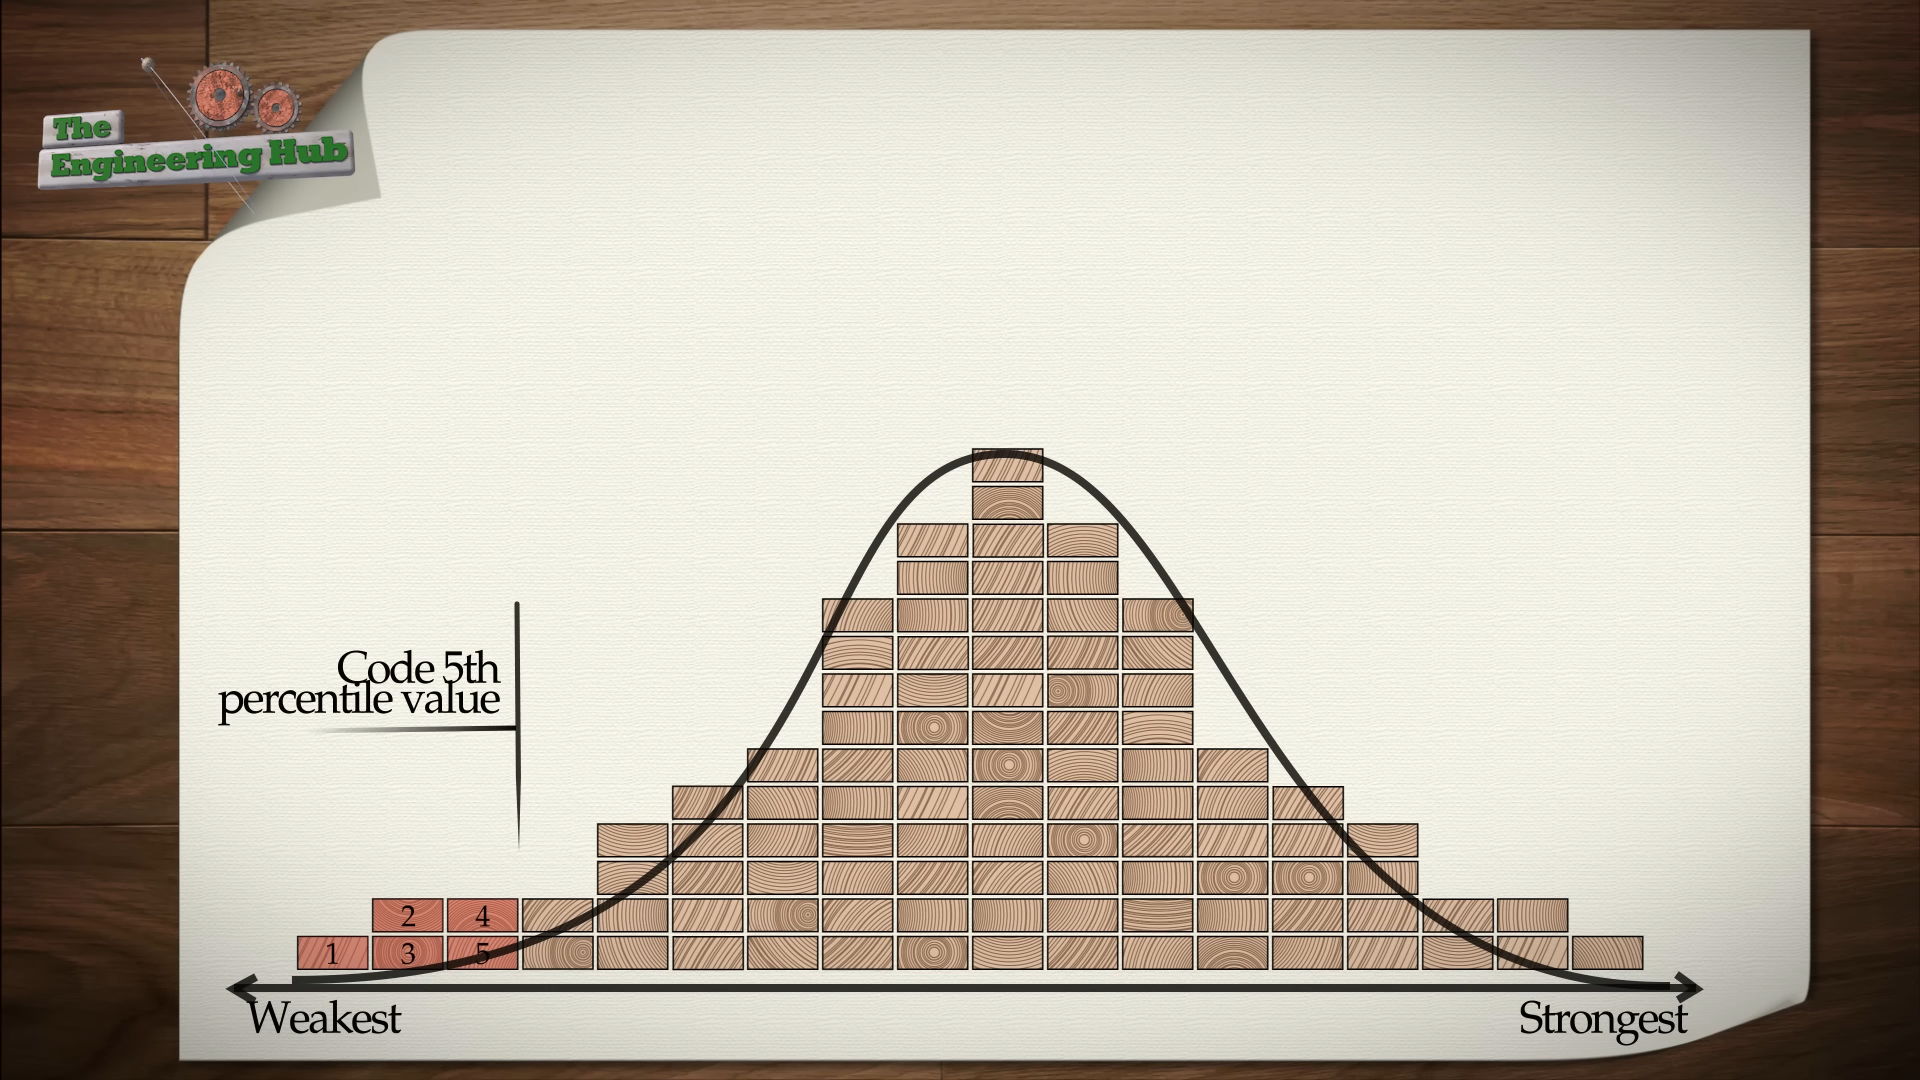 The
Engineering Hub
Code 5th
percentile value
2 4
1 3 5
Weakest
Strongest